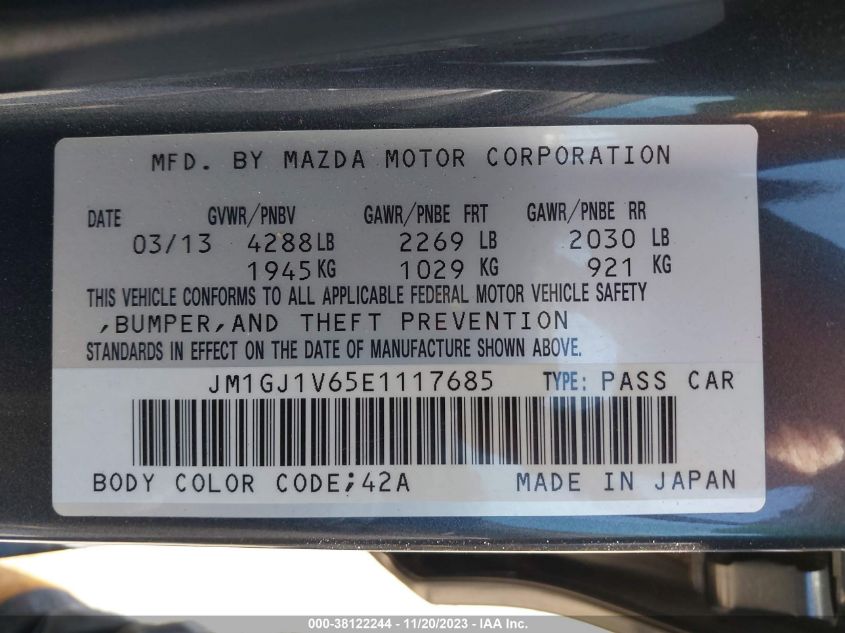 MFD. BY MAZDA MOTOR CORPORATION
DATE GVWR/PNBV GAWR/PNBE FRT GAWR/PNBE RR
03/13 4288 LB 2269 LB 2030 LB
1945 KG 1029 KG 921 KG
THIS VEHICLE CONFORMS TO ALL APPLICABLE FEDERAL MOTOR VEHICLE SAFETY
,BUMPER,AND THEFT PREVENTION
STANDARDS IN EFFECT ON THE DATE OF MANUFACTURE SHOWN ABOVE.
JM1GJ1V65E1117685 TYPE: PASS CAR
BODY COLOR CODE;42A MADE IN JAPAN
000-38122244 - 11/20/2023 - IAA Inc.